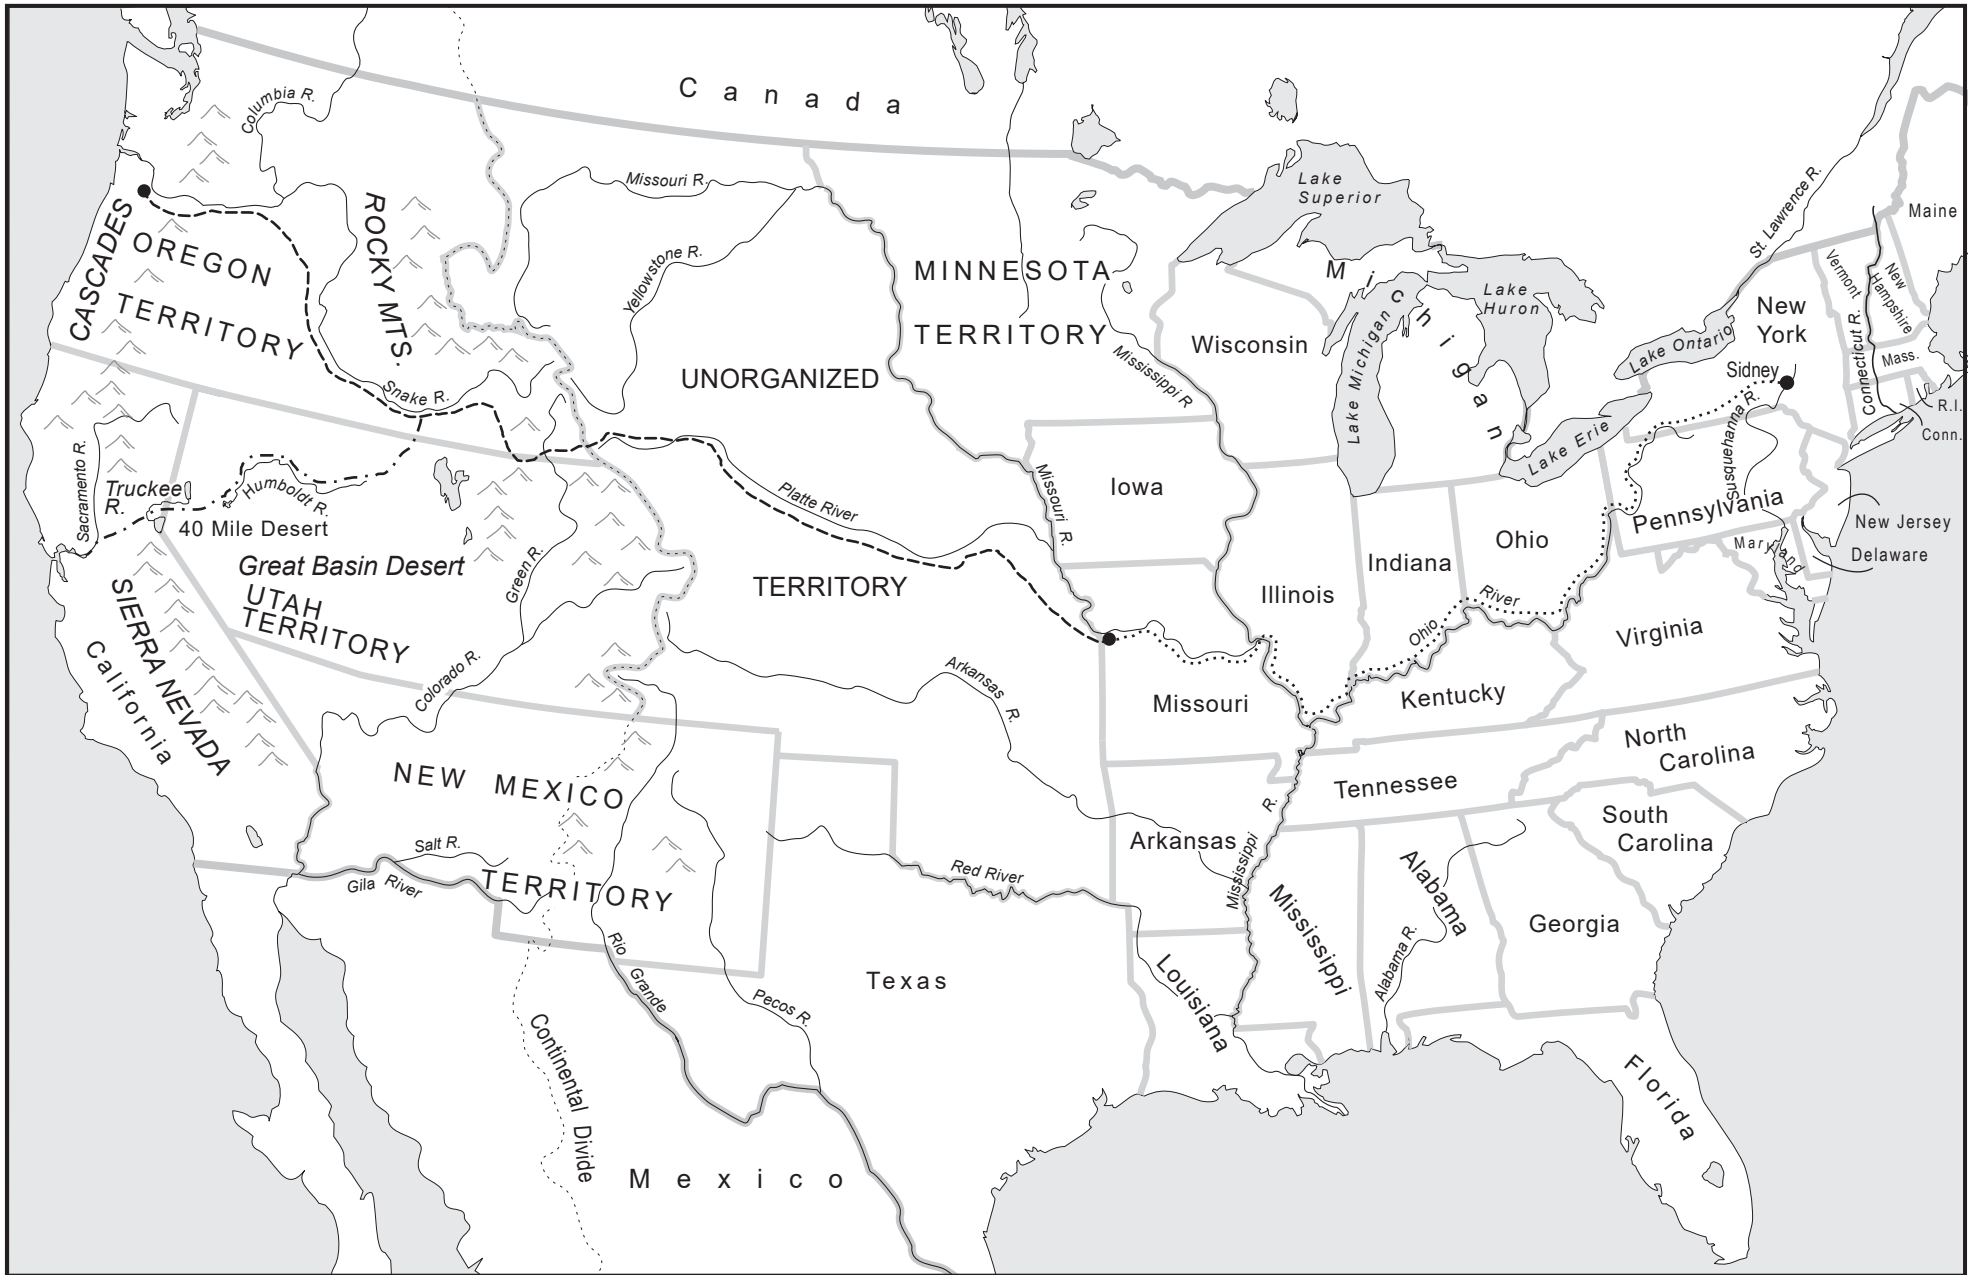 Canada
Columbia R.
Missouri R.
Lake
Superior
St. Lawrence R.
Maine
CASCADES
OREGON
TERRITORY
ROCKY MTS.
Yellowstone R.
MINNESOTA
TERRITORY
Michigan
Lake
Huron
Vermont
New
Hampshire
New
York
Wisconsin
Lake Michigan
Lake Ontario
Connecticut R.
Mass.
Mississippi R
UNORGANIZED
TERRITORY
Snake R.
Sidney
Susquehanna R.
R.I.
Conn.
Lake Erie
Sacramento R.
Truckee
R.
Humboldt R.
40 Mile Desert
Great Basin Desert
UTAH
TERRITORY
Green R.
Platte River
Missouri R.
Iowa
Illinois
Indiana
Ohio
Pennsylvania
New Jersey
Delaware
Maryland
Ohio
River
Virginia
SIERRA NEVADA
California
Colorado R.
Arkansas
R.
Missouri
Kentucky
North
Carolina
Tennessee
South
Carolina
NEW MEXICO
TERRITORY
Salt R.
Gila River
Red River
Arkansas
Mississippi
R.
Mississippi
Alabama
Alabama R.
Georgia
Louisiana
Texas
Rio
Grande
Pecos R.
Continental Divide
Mexico
Florida